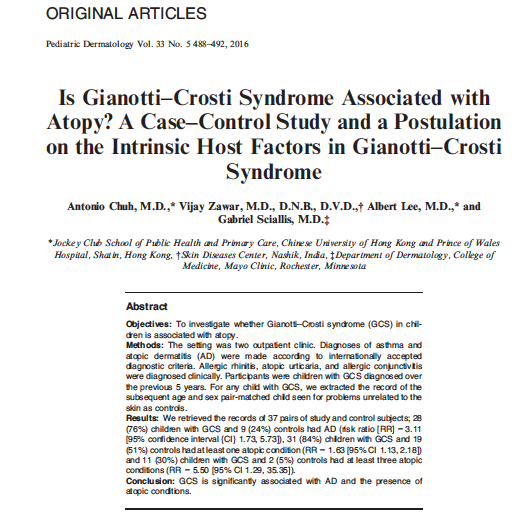 ORIGINAL ARTICLES
Pediatric Dermatology Vol. 33 No. 5 488–492, 2016
Is Gianotti–Crosti Syndrome Associated with
Atopy? A Case–Control Study and a Postulation
on the Intrinsic Host Factors in Gianotti–Crosti
Syndrome
Antonio Chuh, M.D.,* Vijay Zawar, M.D., D.N.B., D.V.D.,† Albert Lee, M.D.,* and
Gabriel Sciallis, M.D.‡
*Jockey Club School of Public Health and Primary Care, Chinese University of Hong Kong and Prince of Wales
Hospital, Shatin, Hong Kong, †Skin Diseases Center, Nashik, India, ‡Department of Dermatology, College of
Medicine, Mayo Clinic, Rochester, Minnesota
Abstract
Objectives: To investigate whether Gianotti–Crosti syndrome (GCS) in chil-
dren is associated with atopy.
Methods: The setting was two outpatient clinic. Diagnoses of asthma and
atopic dermatitis (AD) were made according to internationally accepted
diagnostic criteria. Allergic rhinitis, atopic urticaria, and allergic conjunctivitis
were diagnosed clinically. Participants were children with GCS diagnosed over
the previous 5 years. For any child with GCS, we extracted the record of the
subsequent age and sex pair-matched child seen for problems unrelated to the
skin as controls.
Results: We retrieved the records of 37 pairs of study and control subjects; 28
(76%) children with GCS and 9 (24%) controls had AD (risk ratio [RR] = 3.11
[95% confidence interval {CI} 1.73, 5.73]), 31 (84%) children with GCS and 19
(51%) controls had at least one atopic condition (RR = 1.63 [95% CI 1.13, 2.18])
and 11 (30%) children with GCS and 2 (5%) controls had at least three atopic
conditions (RR = 5.50 [95% CI 1.29, 35.35]).
Conclusion: GCS is significantly associated with AD and the presence of
atopic conditions.